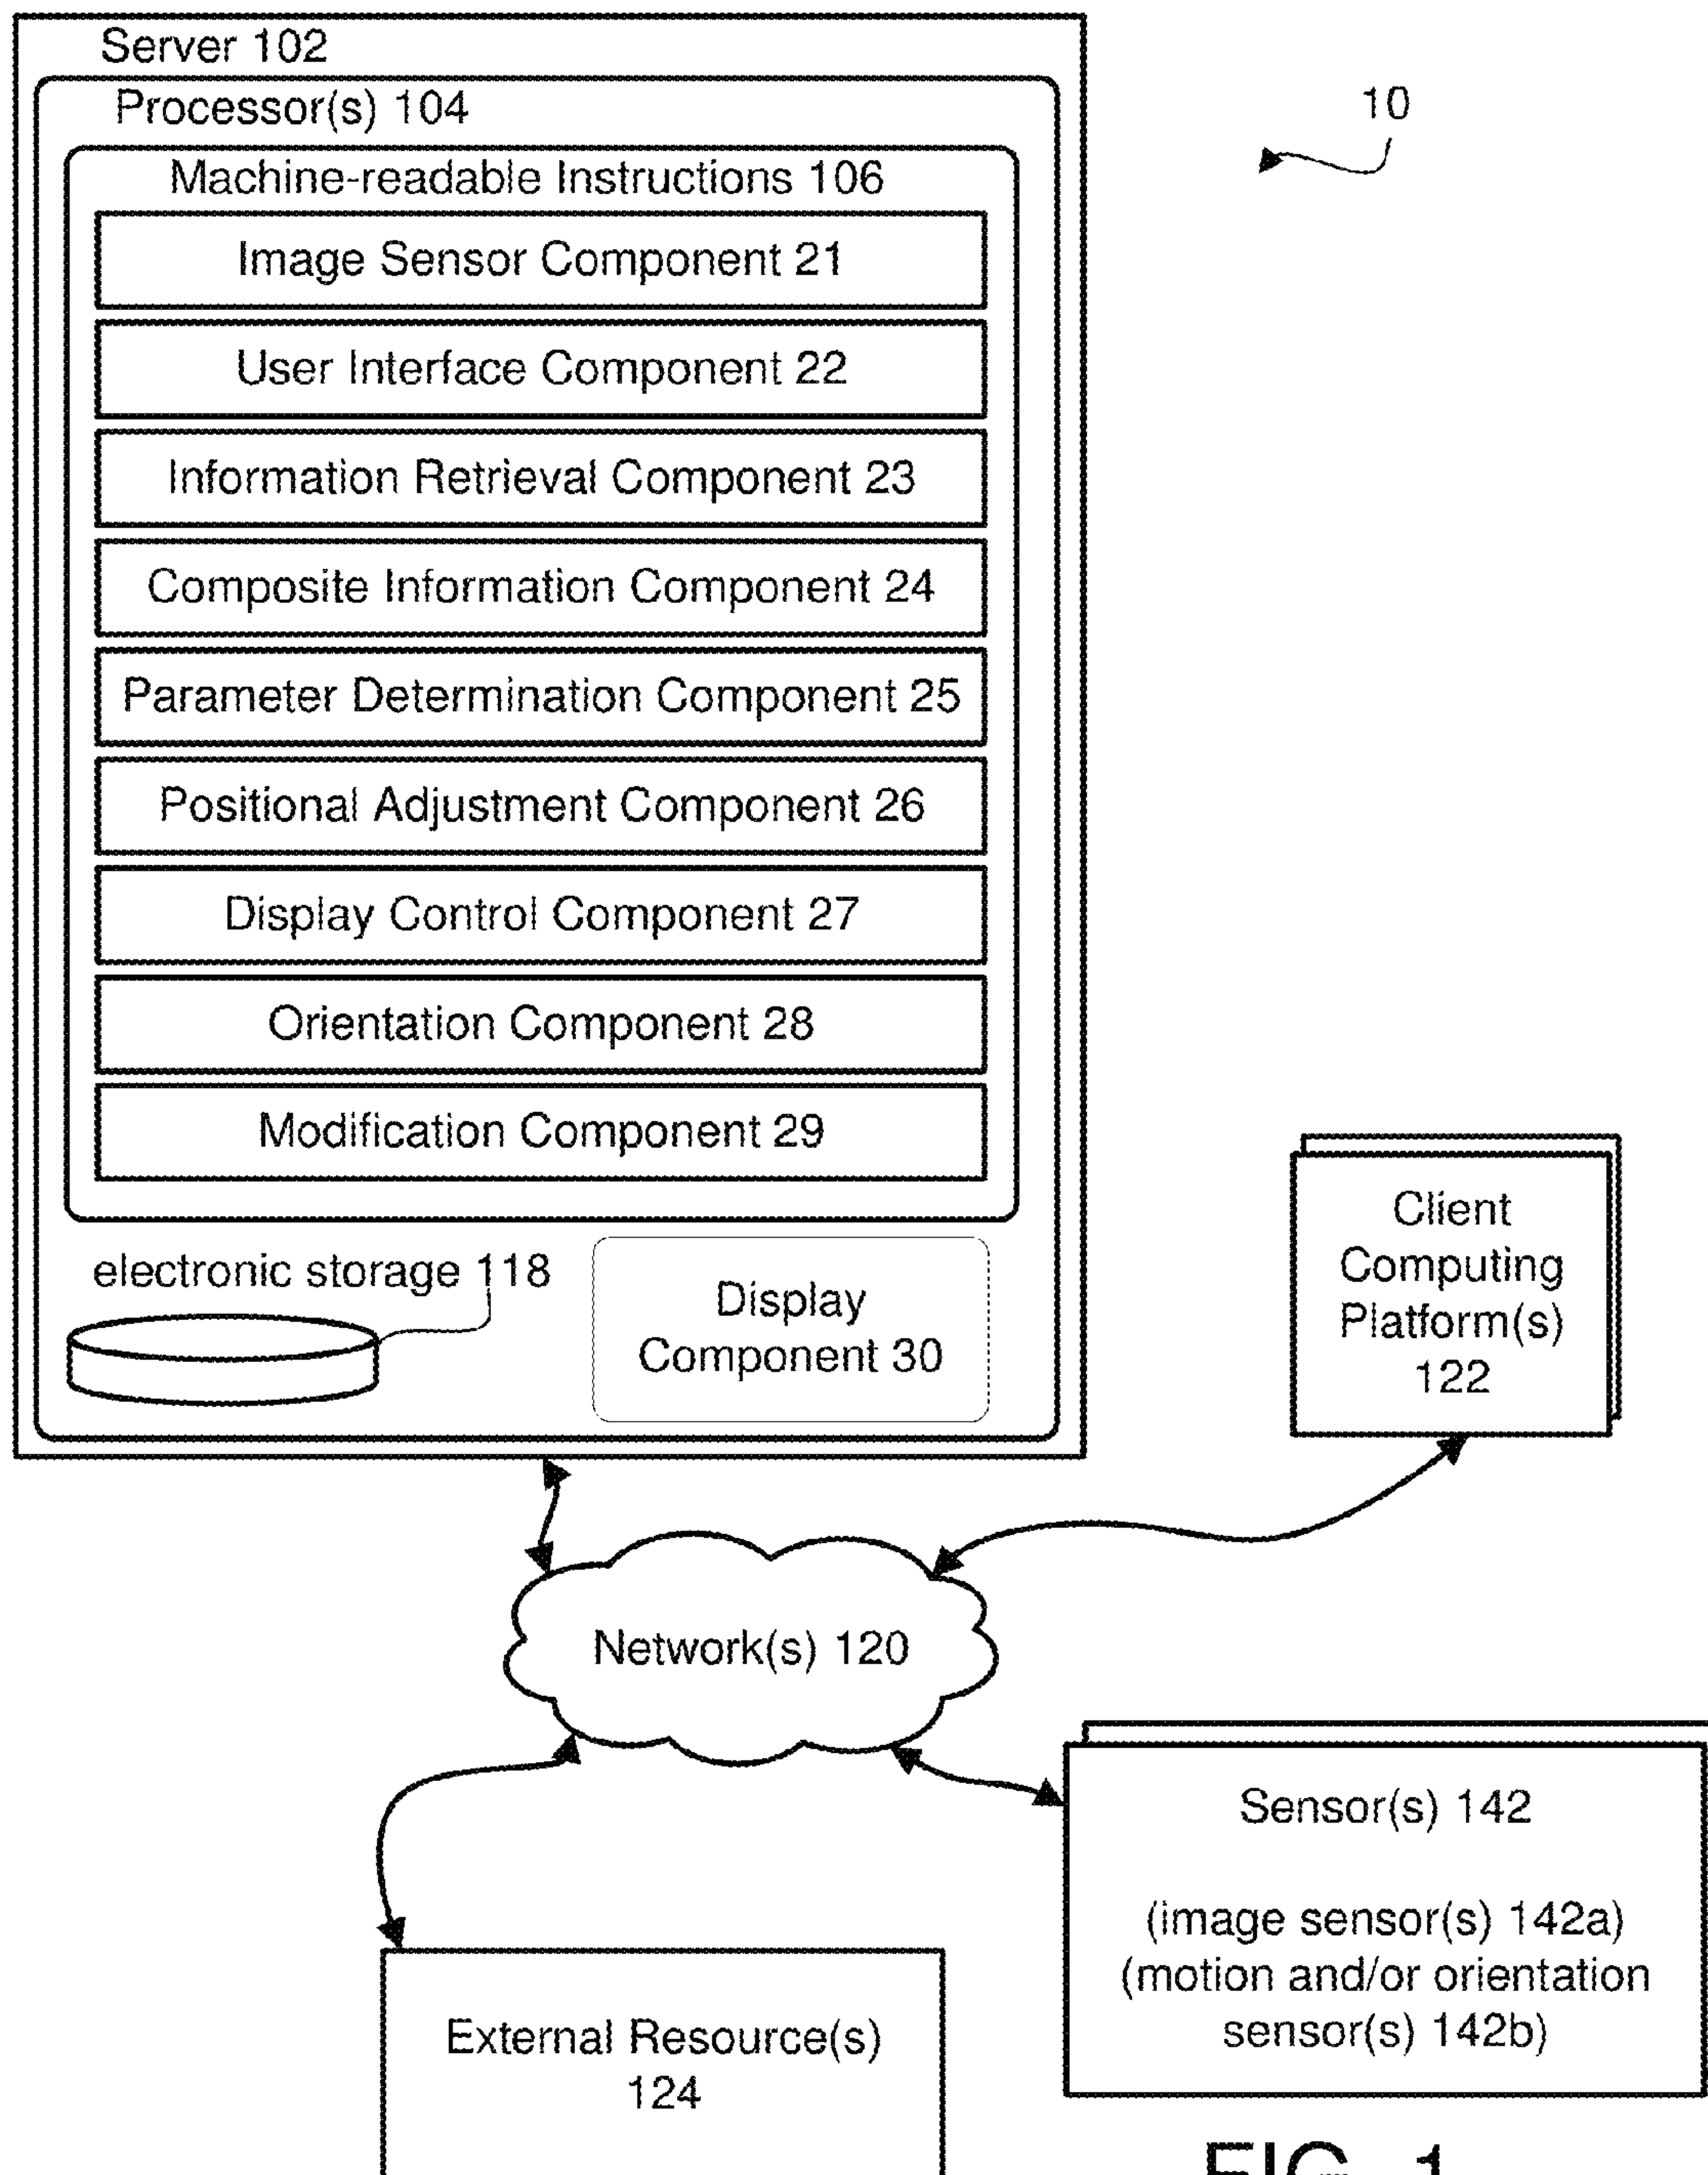 Server 102
Processor(s) 104
10
Machine-readable Instructions 106
Image Sensor Component 21
User Interface Component 22
Information Retrieval Component 23
Composite Information Component 24
Parameter Determination Component 25
Positional Adjustment Component 26
Display Control Component 27
Orientation Component 28
Modification Component 29
electronic storage 118
Display
Component 30
Client
Computing
Platform(s)
122
Network(s) 120
Sensor(s) 142
(image sensor(s) 142a)
(motion and/or orientation
sensor(s) 142b)
External Resource(s)
124
FIG. 1